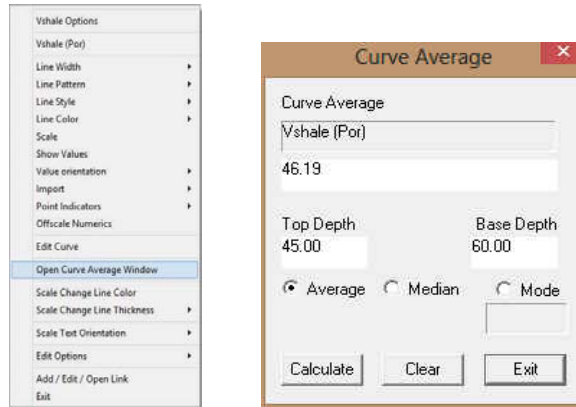 Vshale Options
Vshale (Por)
Line Width
Line Pattern
Line Style
Line Color
Scale
Show Values
Value orientation
Import
Point Indicators
Offscale Numerics
Edit Curve
Open Curve Average Window
Scale Change Line Color
Scale Change Line Thickness
Scale Text Orientation
Edit Options
Add / Edit / Open Link
Exit
Curve Average
Curve Average
Vshale (Por)
46.19
Top Depth Base Depth
45.00 60.00
Average Median Mode
Calculate Clear Exit